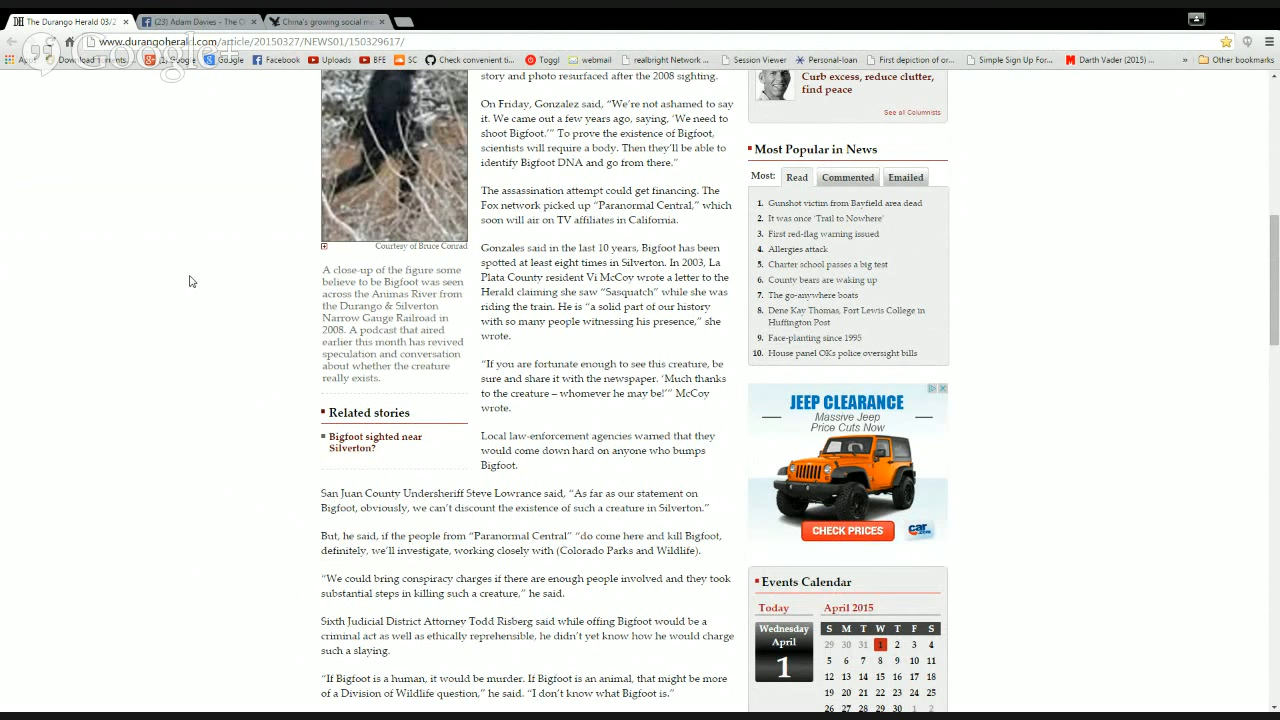 The Durango Herald 03/2
(23) Adam Davies - The C
China's growing social me
www.durangoherald.com/article/20150327/NEWS01/150329617/
Google+
Google
Facebook
Uploads
BFE
SC
Check convenient ti...
Toggl
webmail
realbright Network ...
Session Viewer
Personal-loan
First depiction of or...
Simple Sign Up For...
Darth Vader (2015) ...
»
Other bookmarks
story and photo resurfaced after the 2008 sighting.
On Friday, Gonzalez said, “We’re not ashamed to say
it. We came out a few years ago, saying, ‘We need to
shoot Bigfoot.’” To prove the existence of Bigfoot,
scientists will require a body. Then they’ll be able to
identify Bigfoot DNA and go from there.”
The assassination attempt could get financing. The
Fox network picked up “Paranormal Central,” which
soon will air on TV affiliates in California.
Gonzales said in the last 10 years, Bigfoot has been
spotted at least eight times in Silverton. In 2003, La
Plata County resident Vi McCoy wrote a letter to the
Herald claiming she saw “Sasquatch” while she was
riding the train. He is “a solid part of our history
with so many people witnessing his presence,” she
wrote.
“If you are fortunate enough to see this creature, be
sure and share it with the newspaper. ‘Much thanks
to the creature – whomever he may be!’” McCoy
wrote.
Local law-enforcement agencies warned that they
would come down hard on anyone who bumps
Bigfoot.
Courtesy of Bruce Conrad
A close-up of the figure some
believe to be Bigfoot was seen
across the Animas River from
the Durango & Silverton
Narrow Gauge Railroad in
2008. A podcast that aired
earlier this month has revived
speculation and conversation
about whether the creature
really exists.
Related stories
Bigfoot sighted near
Silverton?
San Juan County Undersheriff Steve Lowrance said, “As far as our statement on
Bigfoot, obviously, we can’t discount the existence of such a creature in Silverton.”
But, he said, if the people from “Paranormal Central” “do come here and kill Bigfoot,
definitely, we’ll investigate, working closely with (Colorado Parks and Wildlife).
“We could bring conspiracy charges if there are enough people involved and they took
substantial steps in killing such a creature,” he said.
Sixth Judicial District Attorney Todd Risberg said while offing Bigfoot would be a
criminal act as well as ethically reprehensible, he didn’t yet know how he would charge
such a slaying.
“If Bigfoot is a human, it would be murder. If Bigfoot is an animal, that might be more
of a Division of Wildlife question,” he said. “I don’t know what Bigfoot is.”
Curb excess, reduce clutter,
find peace
See all Columnists
Most Popular in News
Most: Read Commented Emailed
1. Gunshot victim from Bayfield area dead
2. It was once ‘Trail to Nowhere’
3. First red-flag warning issued
4. Allergies attack
5. Charter school passes a big test
6. County bears are waking up
7. The go-anywhere boats
8. Dene Kay Thomas, Fort Lewis College in
Huffington Post
9. Face-planting since 1995
10. House panel OKs police oversight bills
JEEP CLEARANCE
Massive Jeep
Price Cuts Now
CHECK PRICES
Events Calendar
Today
Wednesday
April
1
April 2015
S M T W T F S
29 30 31 1 2 3 4
5 6 7 8 9 10 11
12 13 14 15 16 17 18
19 20 21 22 23 24 25
26 27 28 29 30 1 2